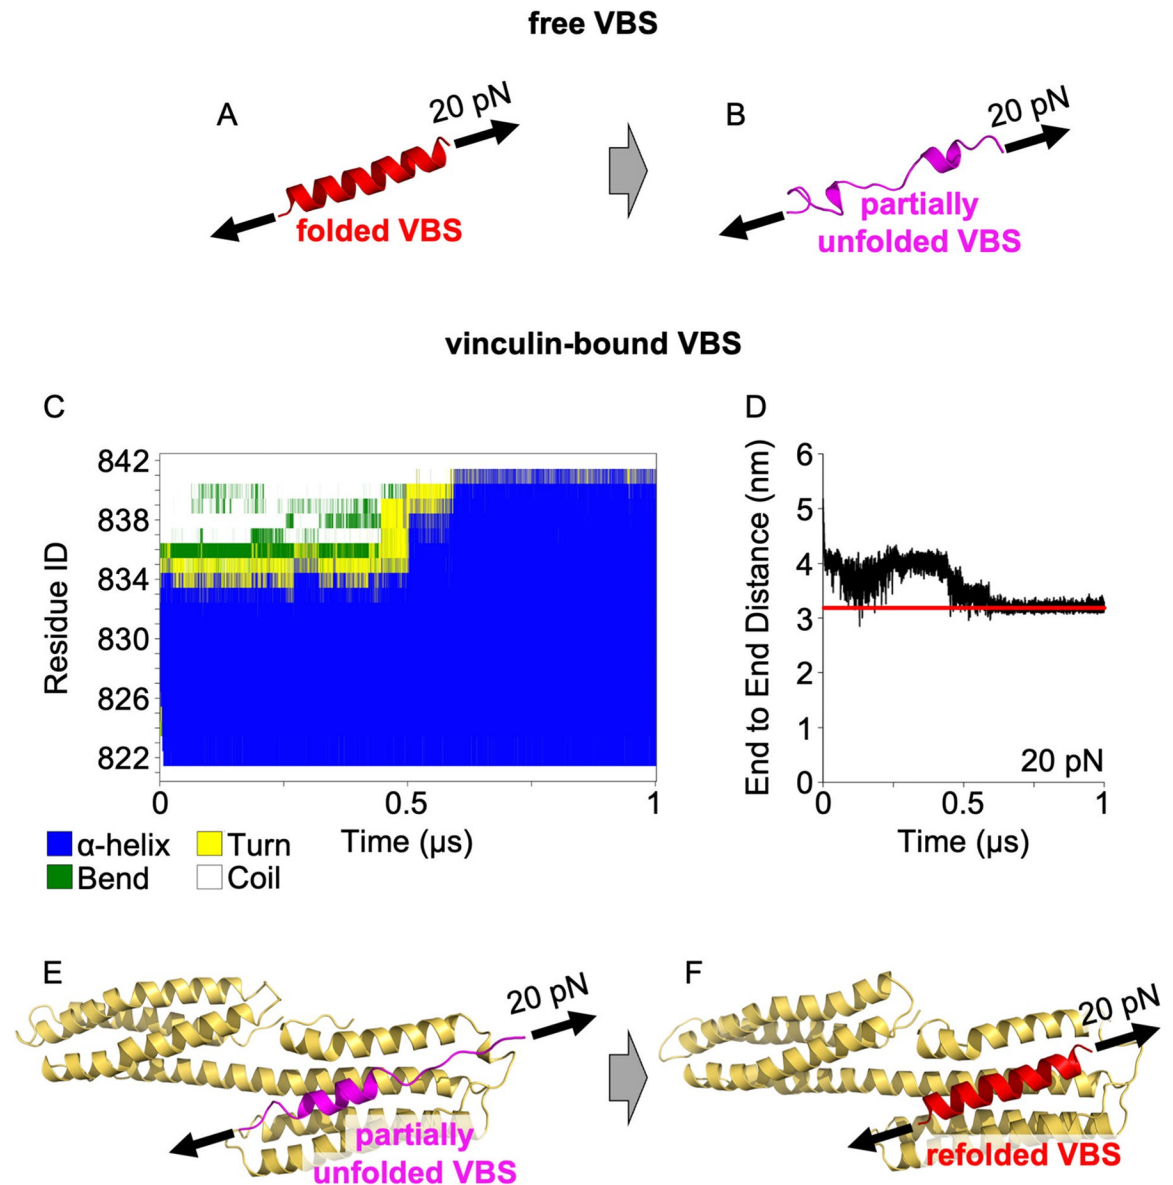 free VBS
A
20 pN
folded VBS
B
20 pN
partially
unfolded VBS
vinculin-bound VBS
C
Residue ID
842
838
834
830
826
822
0
0.5
1
Time (µs)
α-helix
Turn
Bend
Coil
D
End to End Distance (nm)
6
5
4
3
2
1
0
20 pN
0
0.5
1
Time (µs)
E
20 pN
partially
unfolded VBS
F
20 pN
refolded VBS